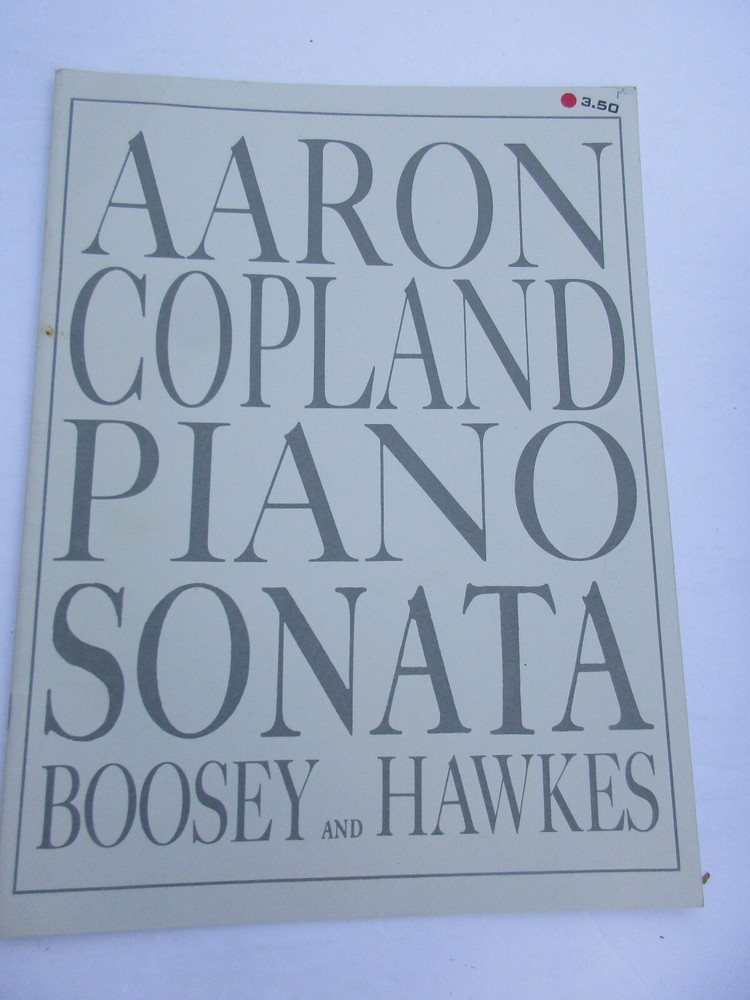 3.50
AARON
COPLAND
PIANO
SONATA
BOOSEY AND HAWKES